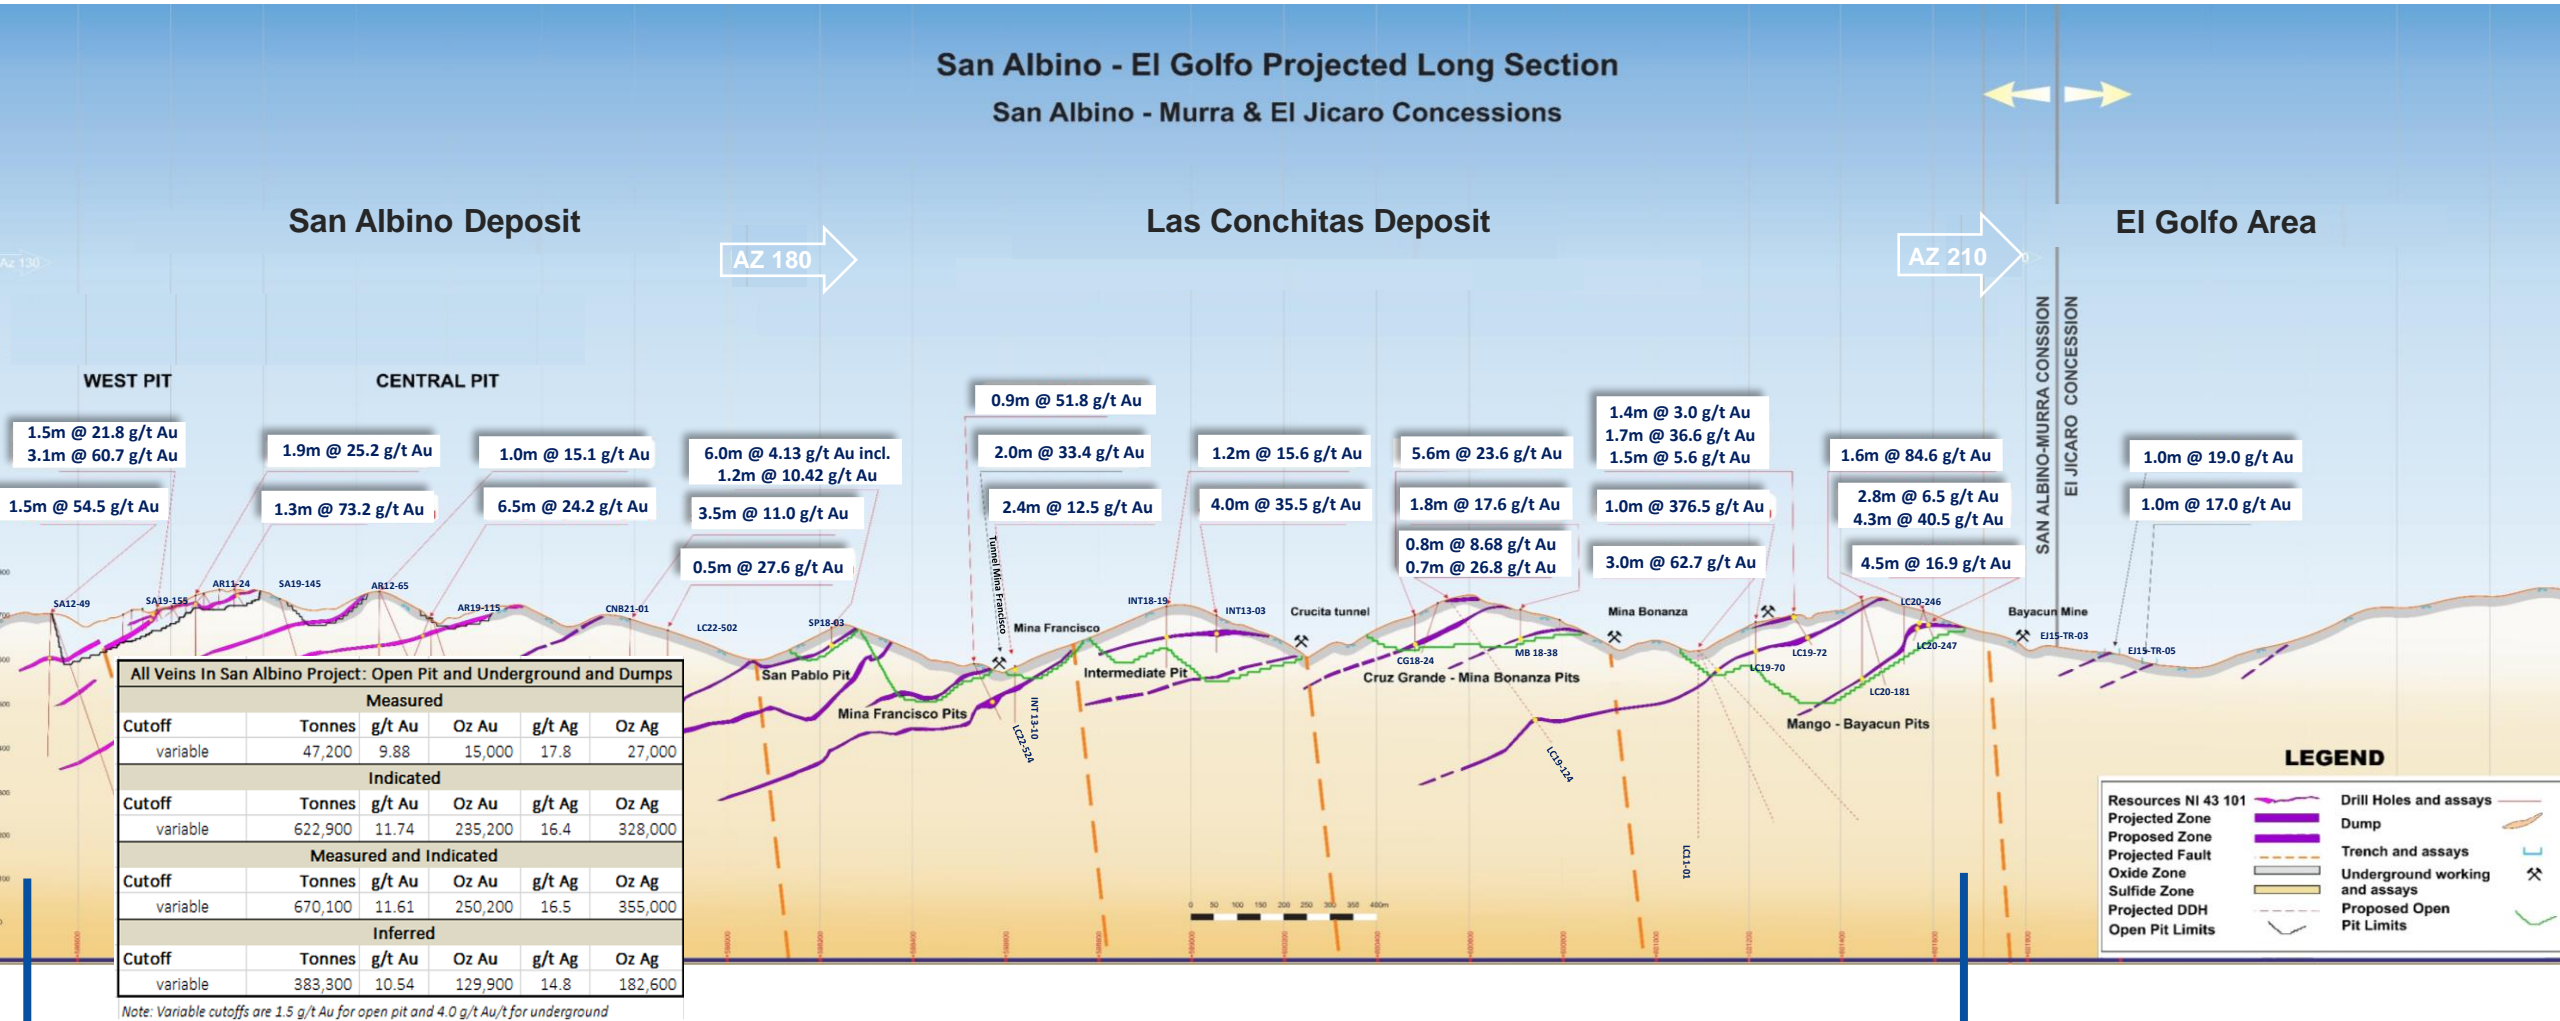 San Albino - El Golfo Projected Long Section
San Albino - Murra & El Jicaro Concessions
San Albino Deposit
Las Conchitas Deposit
El Golfo Area
Az 130
AZ 180
AZ 210
SAN ALBINO-MURRA CONSSION
El JICARO CONCESSION
WEST PIT
CENTRAL PIT
1.5m @ 21.8 g/t Au
3.1m @ 60.7 g/t Au
1.5m @ 54.5 g/t Au
1.9m @ 25.2 g/t Au
1.3m @ 73.2 g/t Au
1.0m @ 15.1 g/t Au
6.5m @ 24.2 g/t Au
6.0m @ 4.13 g/t Au incl.
1.2m @ 10.42 g/t Au
3.5m @ 11.0 g/t Au
0.5m @ 27.6 g/t Au
0.9m @ 51.8 g/t Au
2.0m @ 33.4 g/t Au
2.4m @ 12.5 g/t Au
1.2m @ 15.6 g/t Au
4.0m @ 35.5 g/t Au
5.6m @ 23.6 g/t Au
1.8m @ 17.6 g/t Au
0.8m @ 8.68 g/t Au
0.7m @ 26.8 g/t Au
1.4m @ 3.0 g/t Au
1.7m @ 36.6 g/t Au
1.5m @ 5.6 g/t Au
1.0m @ 376.5 g/t Au
3.0m @ 62.7 g/t Au
1.6m @ 84.6 g/t Au
2.8m @ 6.5 g/t Au
4.3m @ 40.5 g/t Au
4.5m @ 16.9 g/t Au
1.0m @ 19.0 g/t Au
1.0m @ 17.0 g/t Au
SA12-49
SA19-155
AR11-24
SA19-145
AR12-65
AR19-115
CNB21-01
LC22-502
SP18-03
Tunnel Mina Francisco
Mina Francisco
INT18-19
INT13-03
Crucita tunnel
Mina Bonanza
LC20-246
Bayacun Mine
EJ15-TR-03
EJ15-TR-05
San Pablo Pit
Mina Francisco Pits
INT13-10
LC22-524
Intermediate Pit
CG18-24
MB 18-38
Cruz Grande - Mina Bonanza Pits
LC19-124
LC19-70
LC19-72
LC20-247
LC20-181
Mango - Bayacun Pits
LC11-01
All Veins In San Albino Project: Open Pit and Underground and Dumps
Measured
Cutoff Tonnes g/t Au Oz Au g/t Ag Oz Ag
variable 47,200 9.88 15,000 17.8 27,000
Indicated
Cutoff Tonnes g/t Au Oz Au g/t Ag Oz Ag
variable 622,900 11.74 235,200 16.4 328,000
Measured and Indicated
Cutoff Tonnes g/t Au Oz Au g/t Ag Oz Ag
variable 670,100 11.61 250,200 16.5 355,000
Inferred
Cutoff Tonnes g/t Au Oz Au g/t Ag Oz Ag
variable 383,300 10.54 129,900 14.8 182,600
Note: Variable cutoffs are 1.5 g/t Au for open pit and 4.0 g/t Au/t for underground
0 50 100 150 200 250 300 350 400m
LEGEND
Resources NI 43 101
Projected Zone
Proposed Zone
Projected Fault
Oxide Zone
Sulfide Zone
Projected DDH
Open Pit Limits
Drill Holes and assays
Dump
Trench and assays
Underground working
and assays
Proposed Open
Pit Limits